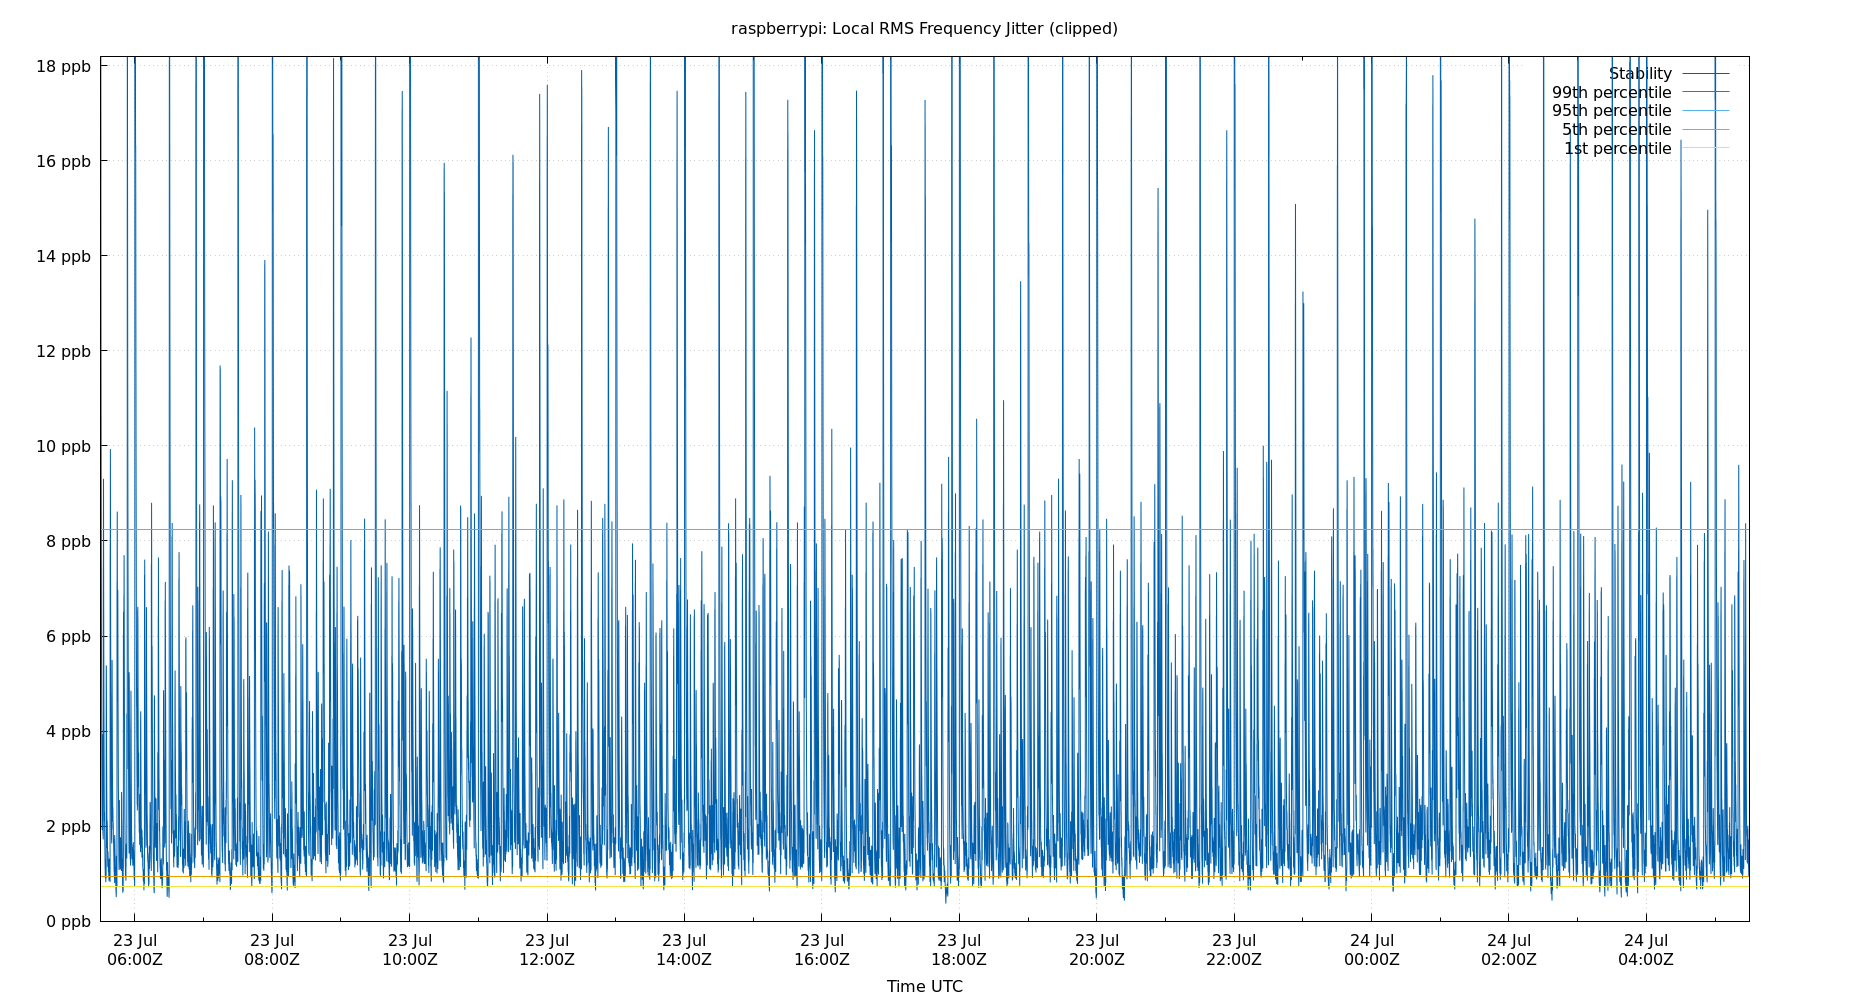 raspberrypi: Local RMS Frequency Jitter (clipped)
18 ppb
Stability
99th percentile
95th percentile
5th percentile
1st percentile
16 ppb
14 ppb
12 ppb
10 ppb
8 ppb
6 ppb
4 ppb
2 ppb
0 ppb
23 Jul 23 Jul 23 Jul 23 Jul 23 Jul 23 Jul 23 Jul 23 Jul 23 Jul 24 Jul 24 Jul 24 Jul
06:00Z 08:00Z 10:00Z 12:00Z 14:00Z 16:00Z 18:00Z 20:00Z 22:00Z 00:00Z 02:00Z 04:00Z
Time UTC